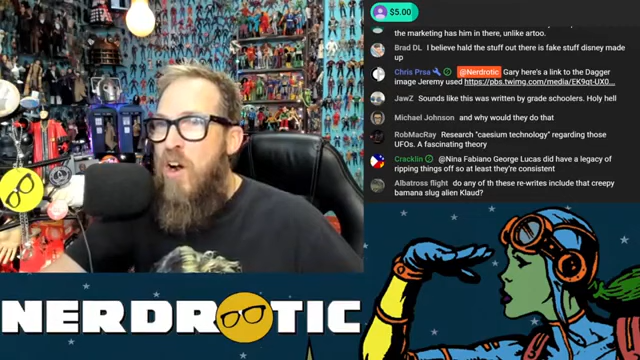 $5.00
the marketing has him in there, unlike artoo.
Brad DL I believe hald the stuff out there is fake stuff disney made
up
Chris Praa @Nerdrotic Gary here's a link to the Dagger
image Jeremy used https://pbs.twimg.com/media/EK9qt-UX0...
JawZ Sounds like this was written by grade schoolers. Holy hell
Michael Johnson and why would they do that
RobMacRay Research "caesium technology" regarding those
UFOs. A fascinating theory
Cracklin @Nina Fabiano George Lucas did have a legacy of
ripping things off so at least they're consistent
Albatross flight do any of th these re-writes include that creepy
bamana slug alien Klaud?
NERDROTIC